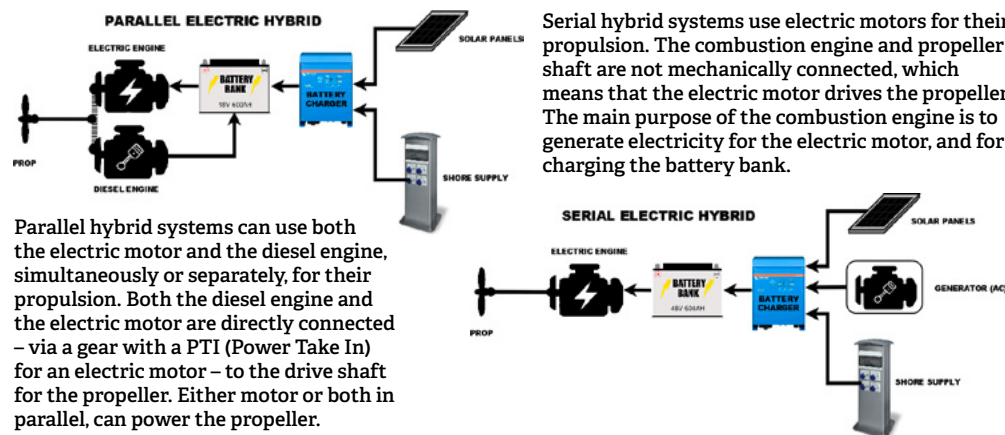 PARALLEL ELECTRIC HYBRID
ELECTRIC ENGINE
SOLAR PANELS
BATTERY
BANK
BATTERY
CHARGER
PROP
DIESEL ENGINE
SHORE SUPPLY
Parallel hybrid systems can use both
the electric motor and the diesel engine,
simultaneously or separately, for their
propulsion. Both the diesel engine and
the electric motor are directly connected
– via a gear with a PTI (Power Take In)
for an electric motor – to the drive shaft
for the propeller. Either motor or both in
parallel, can power the propeller.
Serial hybrid systems use electric motors for their
propulsion. The combustion engine and propeller
shaft are not mechanically connected, which
means that the electric motor drives the propeller.
The main purpose of the combustion engine is to
generate electricity for the electric motor, and for
charging the battery bank.
SERIAL ELECTRIC HYBRID
SOLAR PANELS
ELECTRIC ENGINE
BATTERY
BANK
BATTERY
CHARGER
GENERATOR (AC)
PROP
SHORE SUPPLY